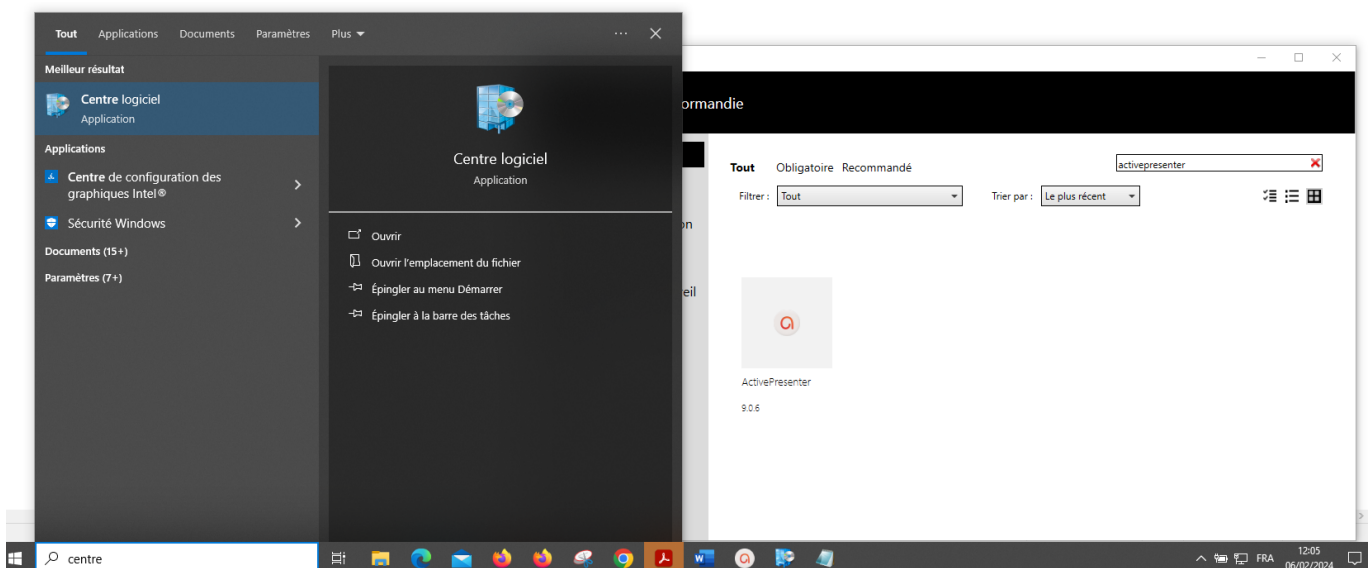 Tout Applications Documents Paramètres Plus
Meilleur résultat
Centre logiciel
Application
Applications
Centre de configuration des
graphiques Intel®
Sécurité Windows
Documents (15+)
Paramètres (7+)
Centre logiciel
Application
Ouvrir
Ouvrir l'emplacement du fichier
Épingler au menu Démarrer
Épingler à la barre des tâches
ormandie
on
eil
Tout Obligatoire Recommandé
activepresenter
Filtrer : Tout
Trier par : Le plus récent
ActivePresenter
9.0.6
centre
FRA
12:05
06/02/2024